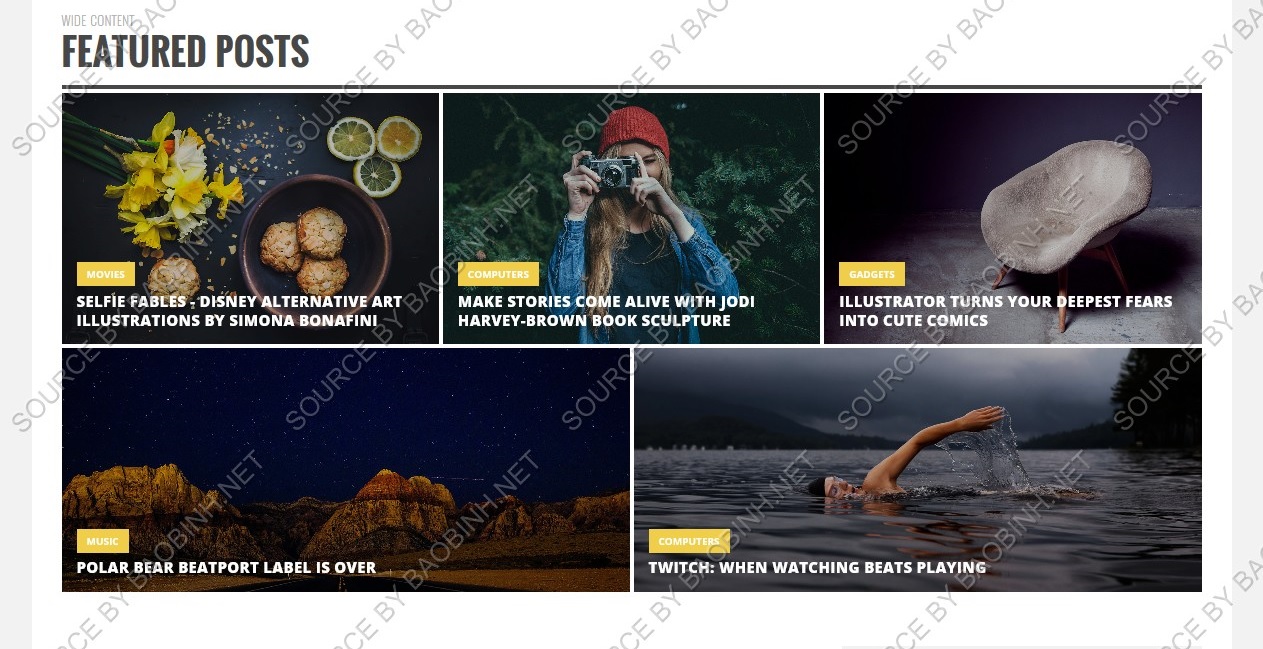 WIDE CONTENT
FEATURED POSTS
MOVIES
SELFIE FABLES - DISNEY ALTERNATIVE ART
ILLUSTRATIONS BY SIMONA BONAFINI
COMPUTERS
MAKE STORIES COME ALIVE WITH JODI
HARVEY-BROWN BOOK SCULPTURE
GADGETS
ILLUSTRATOR TURNS YOUR DEEPEST FEARS
INTO CUTE COMICS
MUSIC
POLAR BEAR BEATPORT LABEL IS OVER
COMPUTERS
TWITCH: WHEN WATCHING BEATS PLAYING
SOURCE BY BAOBINH.NET